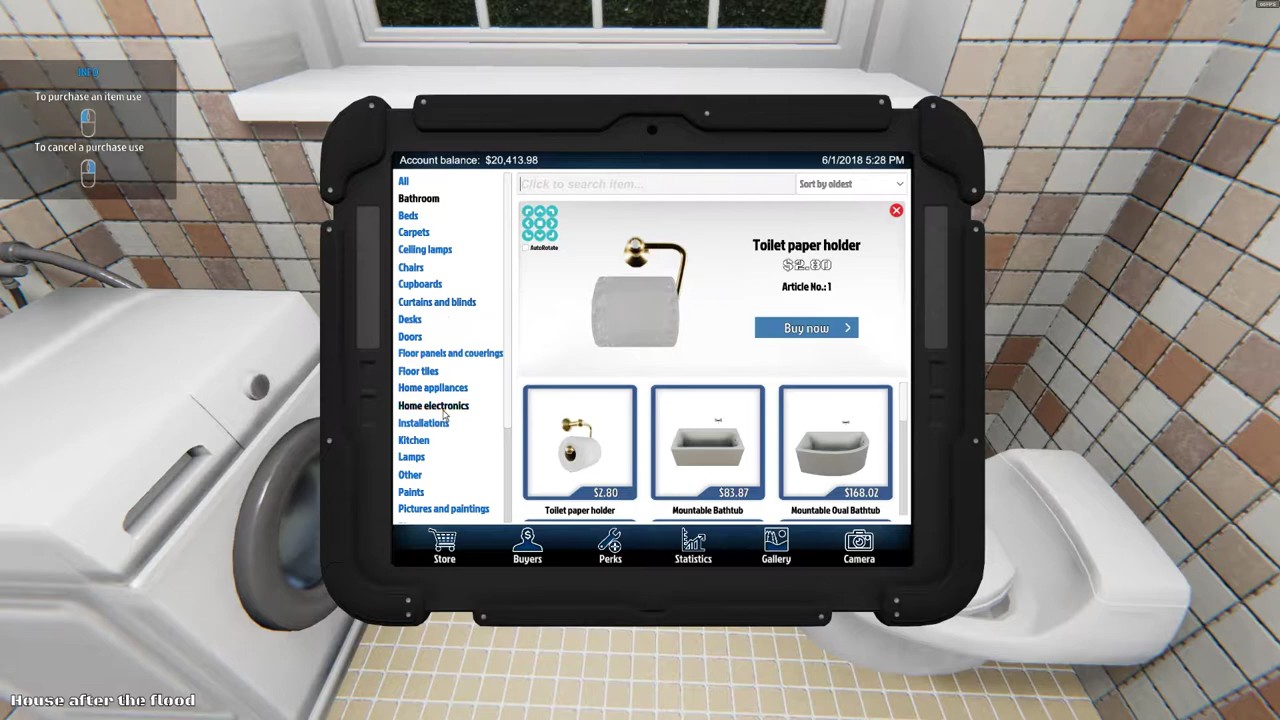 60FPS
INFO
To purchase an item use
To cancel a purchase use
Account balance: $20,413.98
6/1/2018 5:28 PM
All
Bathroom
Beds
Carpets
Ceiling lamps
Chairs
Cupboards
Curtains and blinds
Desks
Doors
Floor panels and coverings
Floor tiles
Home appliances
Home electronics
Installations
Kitchen
Lamps
Other
Paints
Pictures and paintings
Click to search item...
Sort by oldest
AutoRotate
Toilet paper holder
$2.80
Article No.: 1
Buy now
$2.80
$83.87
$168.02
Toilet paper holder
Mountable Bathtub
Mountable Oval Bathtub
Store
Buyers
Perks
Statistics
Gallery
Camera
House after the flood